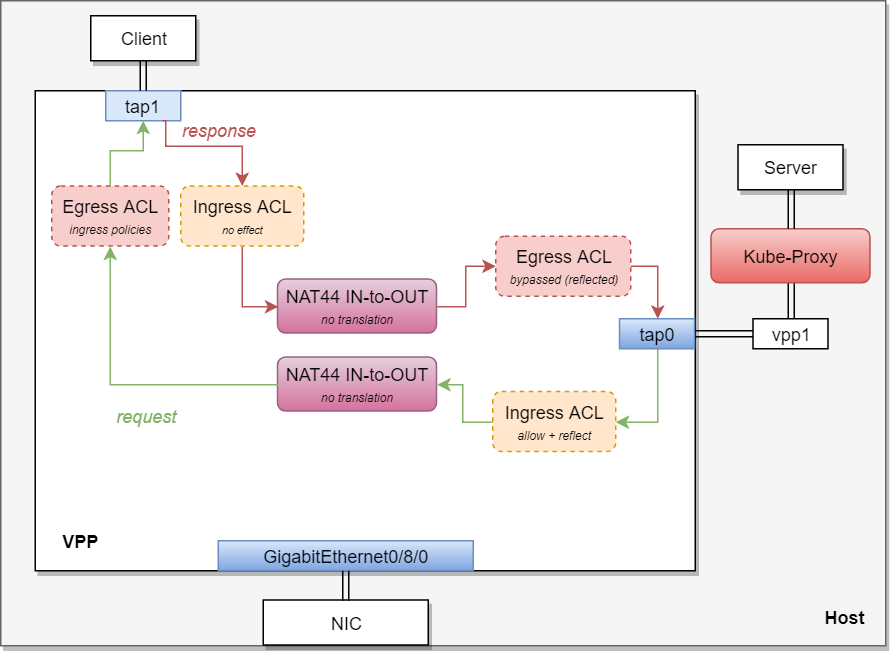 Client
tap1
response
Egress ACL
ingress policies
Ingress ACL
no effect
Server
Kube-Proxy
Egress ACL
bypassed (reflected)
NAT44 IN-to-OUT
no translation
tap0
vpp1
NAT44 IN-to-OUT
no translation
Ingress ACL
allow + reflect
request
VPP
GigabitEthernet0/8/0
NIC
Host